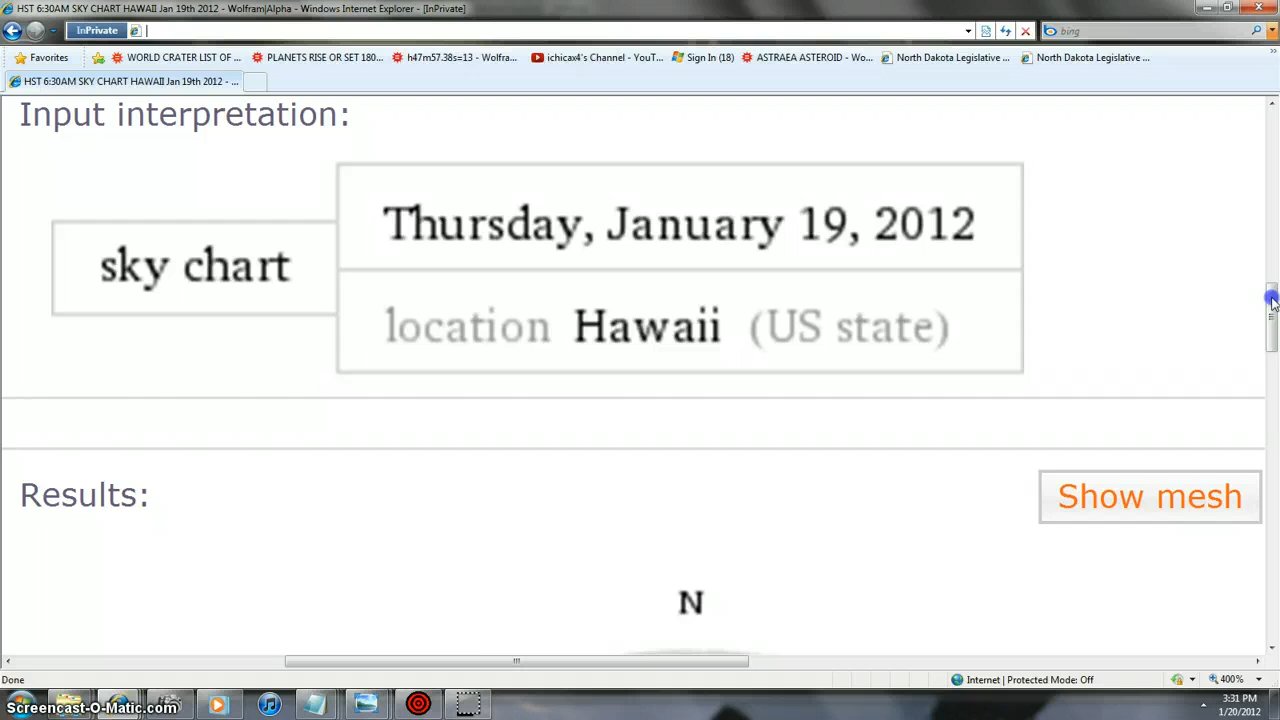 HST 6:30AM SKY CHART HAWAII Jan 19th 2012 - Wolfram|Alpha - Windows Internet Explorer - [InPrivate]
InPrivate
bing
Favorites WORLD CRATER LIST OF ... PLANETS RISE OR SET 180... h47m57.38s=13 - Wolfra... ichicax4's Channel - YouT... Sign In (18) ASTRAEA ASTEROID - Wo... North Dakota Legislative ... North Dakota Legislative ...
HST 6:30AM SKY CHART HAWAII Jan 19th 2012 - ...
Input interpretation:
Thursday, January 19, 2012
sky chart
location Hawaii (US state)
Results:
Show mesh
N
Done
Internet | Protected Mode: Off
400%
Screencast-O-Matic.com
3:31 PM
1/20/2012